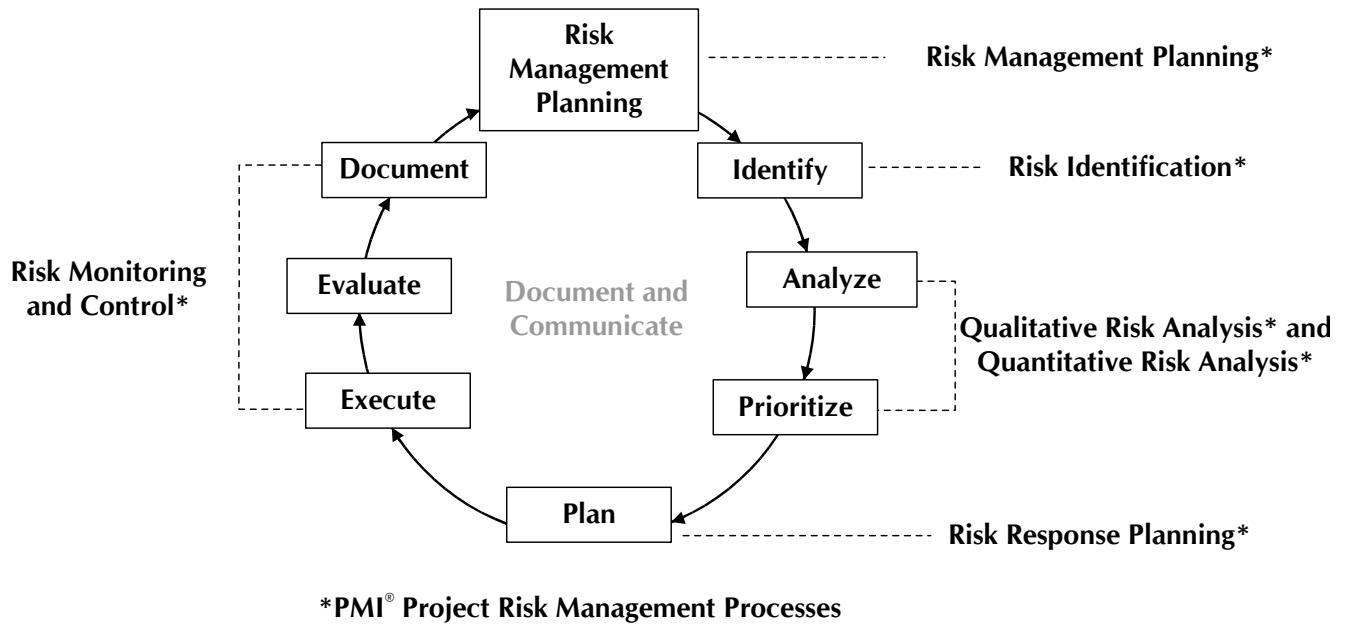 Risk
Management
Planning
Risk Management Planning*
Document
Identify
Risk Identification*
Risk Monitoring
and Control*
Evaluate
Document and
Communicate
Analyze
Qualitative Risk Analysis* and
Quantitative Risk Analysis*
Execute
Prioritize
Plan
Risk Response Planning*
*PMI® Project Risk Management Processes